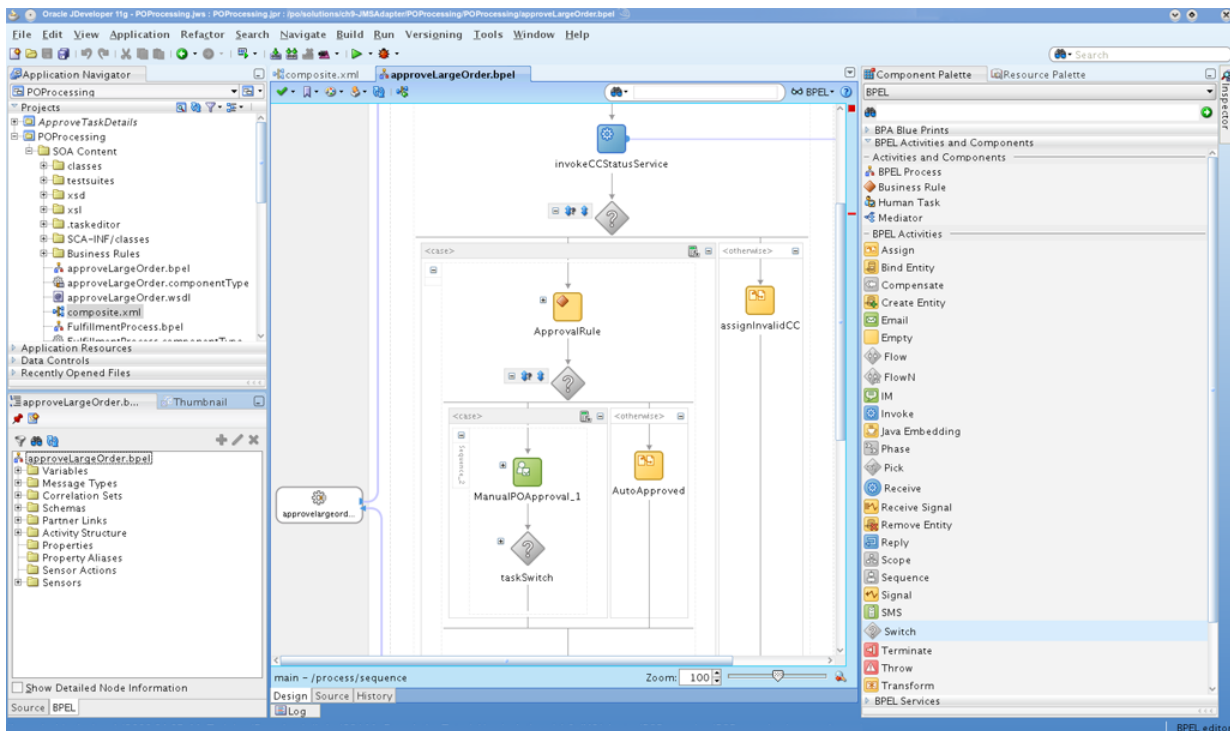 Oracle JDeveloper 11g - POProcessing.jws : POProcessing.jpr : /po/solutions/ch9-JMSAdapter/POProcessing/POProcessing/approveLargeOrder.bpel
File Edit View Application Refactor Search Navigate Build Run Versioning Tools Window Help
Search
Application Navigator
POProcessing
Projects
ApproveTaskDetails
POProcessing
SOA Content
classes
testsuites
xsd
xsl
.taskeditor
SCA-INF/classes
Business Rules
approveLargeOrder.bpel
approveLargeOrder.componentType
approveLargeOrder.wsdl
composite.xml
FulfillmentProcess.bpel
FulfillmentProcess.componentType
Application Resources
Data Controls
Recently Opened Files
approveLargeOrder.b... Thumbnail
approveLargeOrder.bpel
Variables
Message Types
Correlation Sets
Schemas
Partner Links
Activity Structure
Properties
Property Aliases
Sensor Actions
Sensors
Show Detailed Node Information
Source BPEL
composite.xml approveLargeOrder.bpel
BPEL
invokeCCStatusService
<case> <otherwise>
ApprovalRule
assignInvalidCC
<case> <otherwise>
Sequence_2
ManualPOApproval_1
AutoApproved
taskSwitch
approvelargeord...
main - /process/sequence Zoom: 100
Design Source History
Log
Component Palette Resource Palette
BPEL
BPA Blue Prints
BPEL Activities and Components
Activities and Components
BPEL Process
Business Rule
Human Task
Mediator
BPEL Activities
Assign
Bind Entity
Compensate
Create Entity
Email
Empty
Flow
FlowN
IM
Invoke
Java Embedding
Phase
Pick
Receive
Receive Signal
Remove Entity
Reply
Scope
Sequence
Signal
SMS
Switch
Terminate
Throw
Transform
BPEL Services
Inspector
BPEL editor